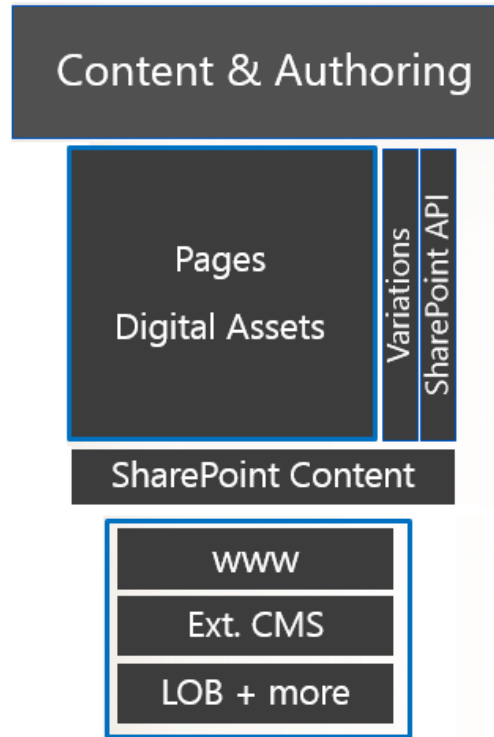 Content & Authoring
Pages
Digital Assets
Variations
SharePoint API
SharePoint Content
www
Ext. CMS
LOB + more